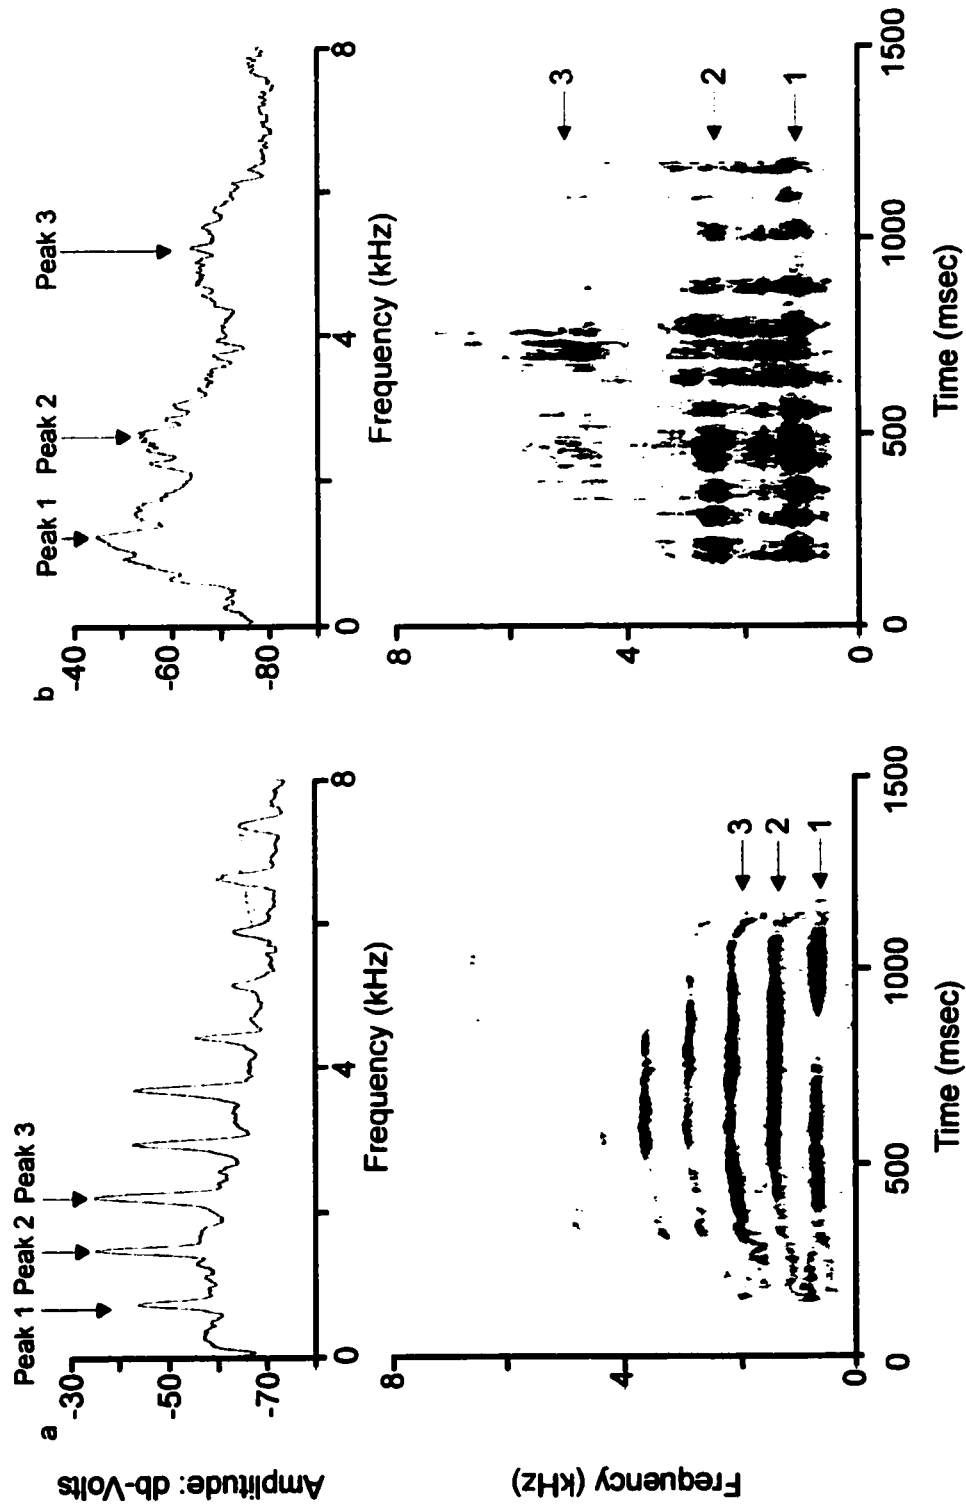 a
Amplitude: db-Volts
-30
-50
-70
Peak 1 Peak 2 Peak 3
0
4
8
Frequency (kHz)
b
-40
-60
-80
Peak 1
Peak 2
Peak 3
0
4
8
Frequency (kHz)
Frequency (kHz)
8
4
0
3
2
1
0
500
1000
1500
Time (msec)
8
4
0
3
2
1
0
500
1000
1500
Time (msec)